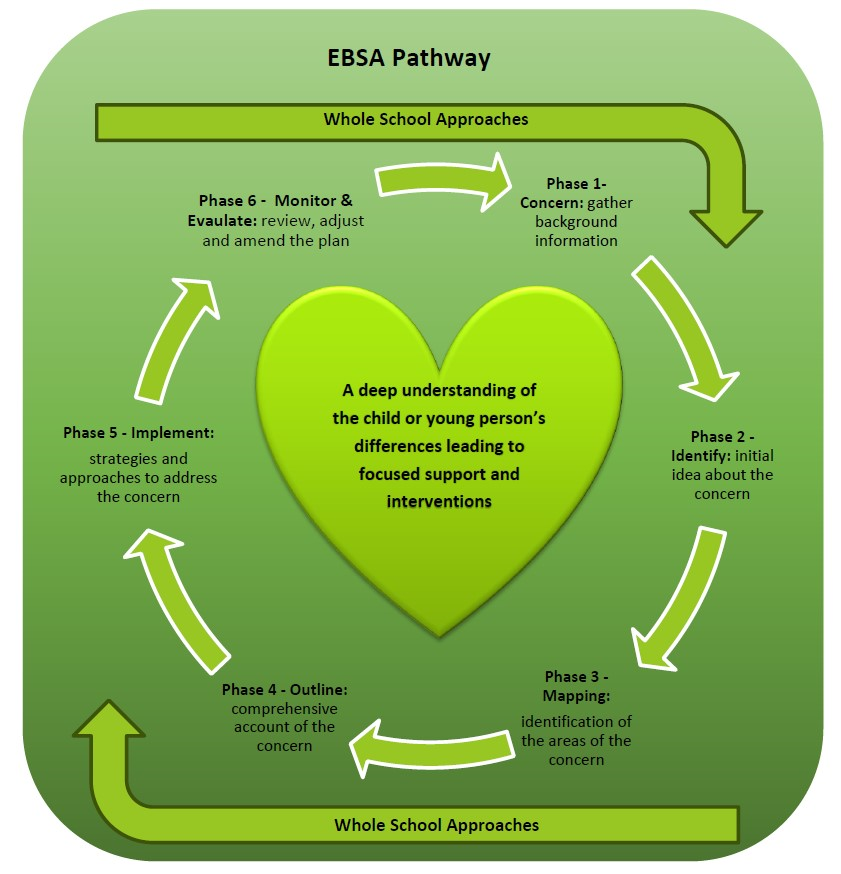 EBSA Pathway
Whole School Approaches
Phase 1-
Concern: gather
background
information
Phase 2 -
Identify: initial
idea about the
concern
Phase 3 -
Mapping:
identification of
the areas of the
concern
Phase 4 - Outline:
comprehensive
account of the
concern
Phase 5 - Implement:
strategies and
approaches to address
the concern
Phase 6 - Monitor &
Evaulate: review, adjust
and amend the plan
A deep understanding of
the child or young person’s
differences leading to
focused support and
interventions
Whole School Approaches